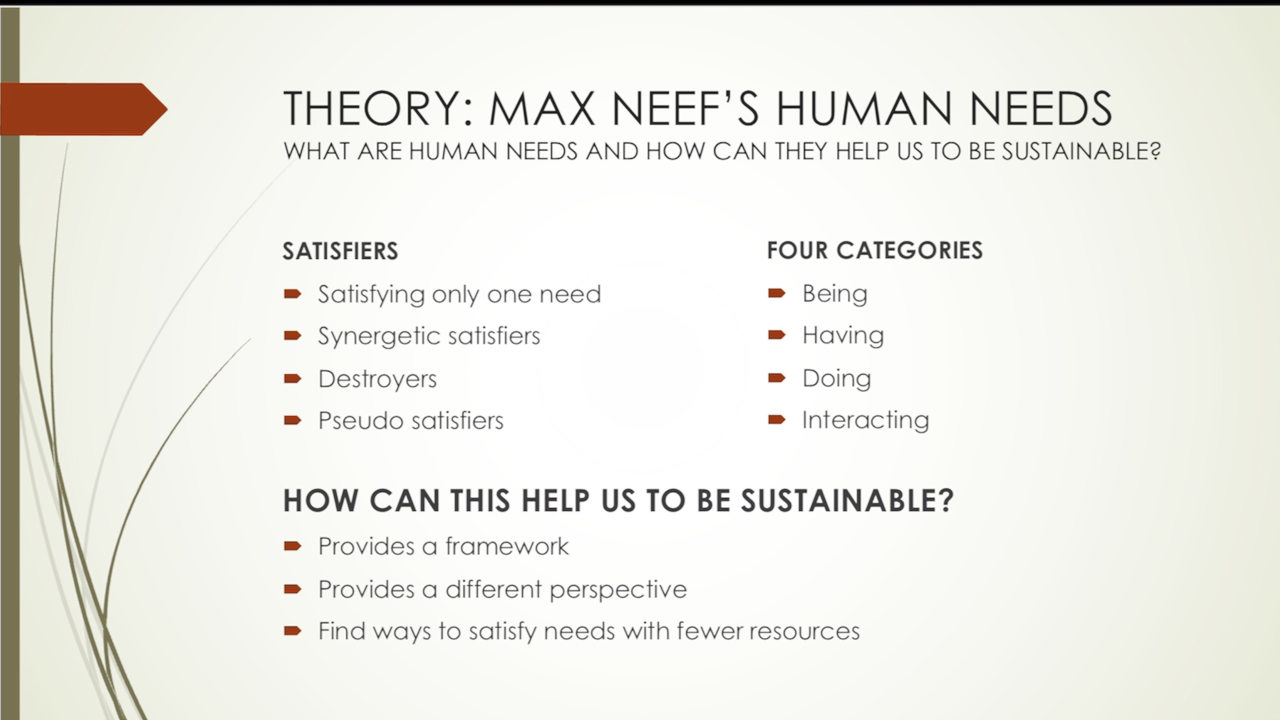 THEORY: MAX NEEF’S HUMAN NEEDS
WHAT ARE HUMAN NEEDS AND HOW CAN THEY HELP US TO BE SUSTAINABLE?
SATISFIERS
Satisfying only one need
Synergetic satisfiers
Destroyers
Pseudo satisfiers
FOUR CATEGORIES
Being
Having
Doing
Interacting
HOW CAN THIS HELP US TO BE SUSTAINABLE?
Provides a framework
Provides a different perspective
Find ways to satisfy needs with fewer resources